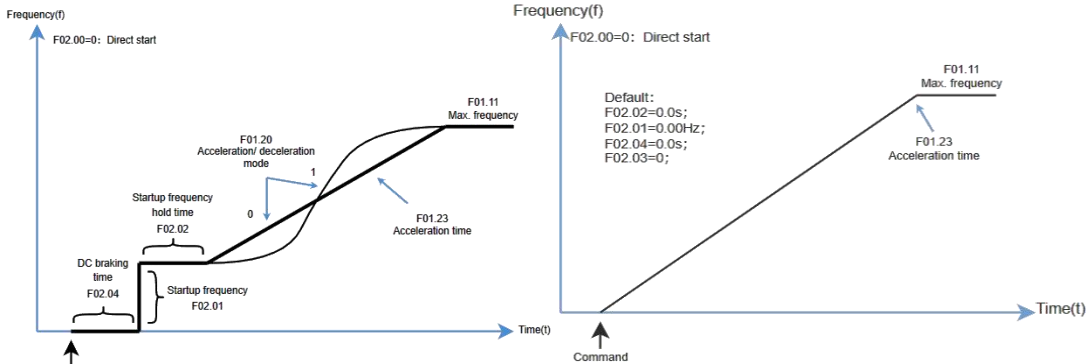 Frequency(f)
F02.00=0: Direct start
F01.11
Max. frequency
F01.20
Acceleration/ deceleration
mode
1
0
Startup frequency
hold time
F02.02
F01.23
Acceleration time
DC braking
time
F02.04
Startup frequency
F02.01
Time(t)
Frequency(f)
F02.00=0: Direct start
F01.11
Max. frequency
Default:
F02.02=0.0s;
F02.01=0.00Hz;
F02.04=0.0s;
F02.03=0;
F01.23
Acceleration time
Time(t)
Command